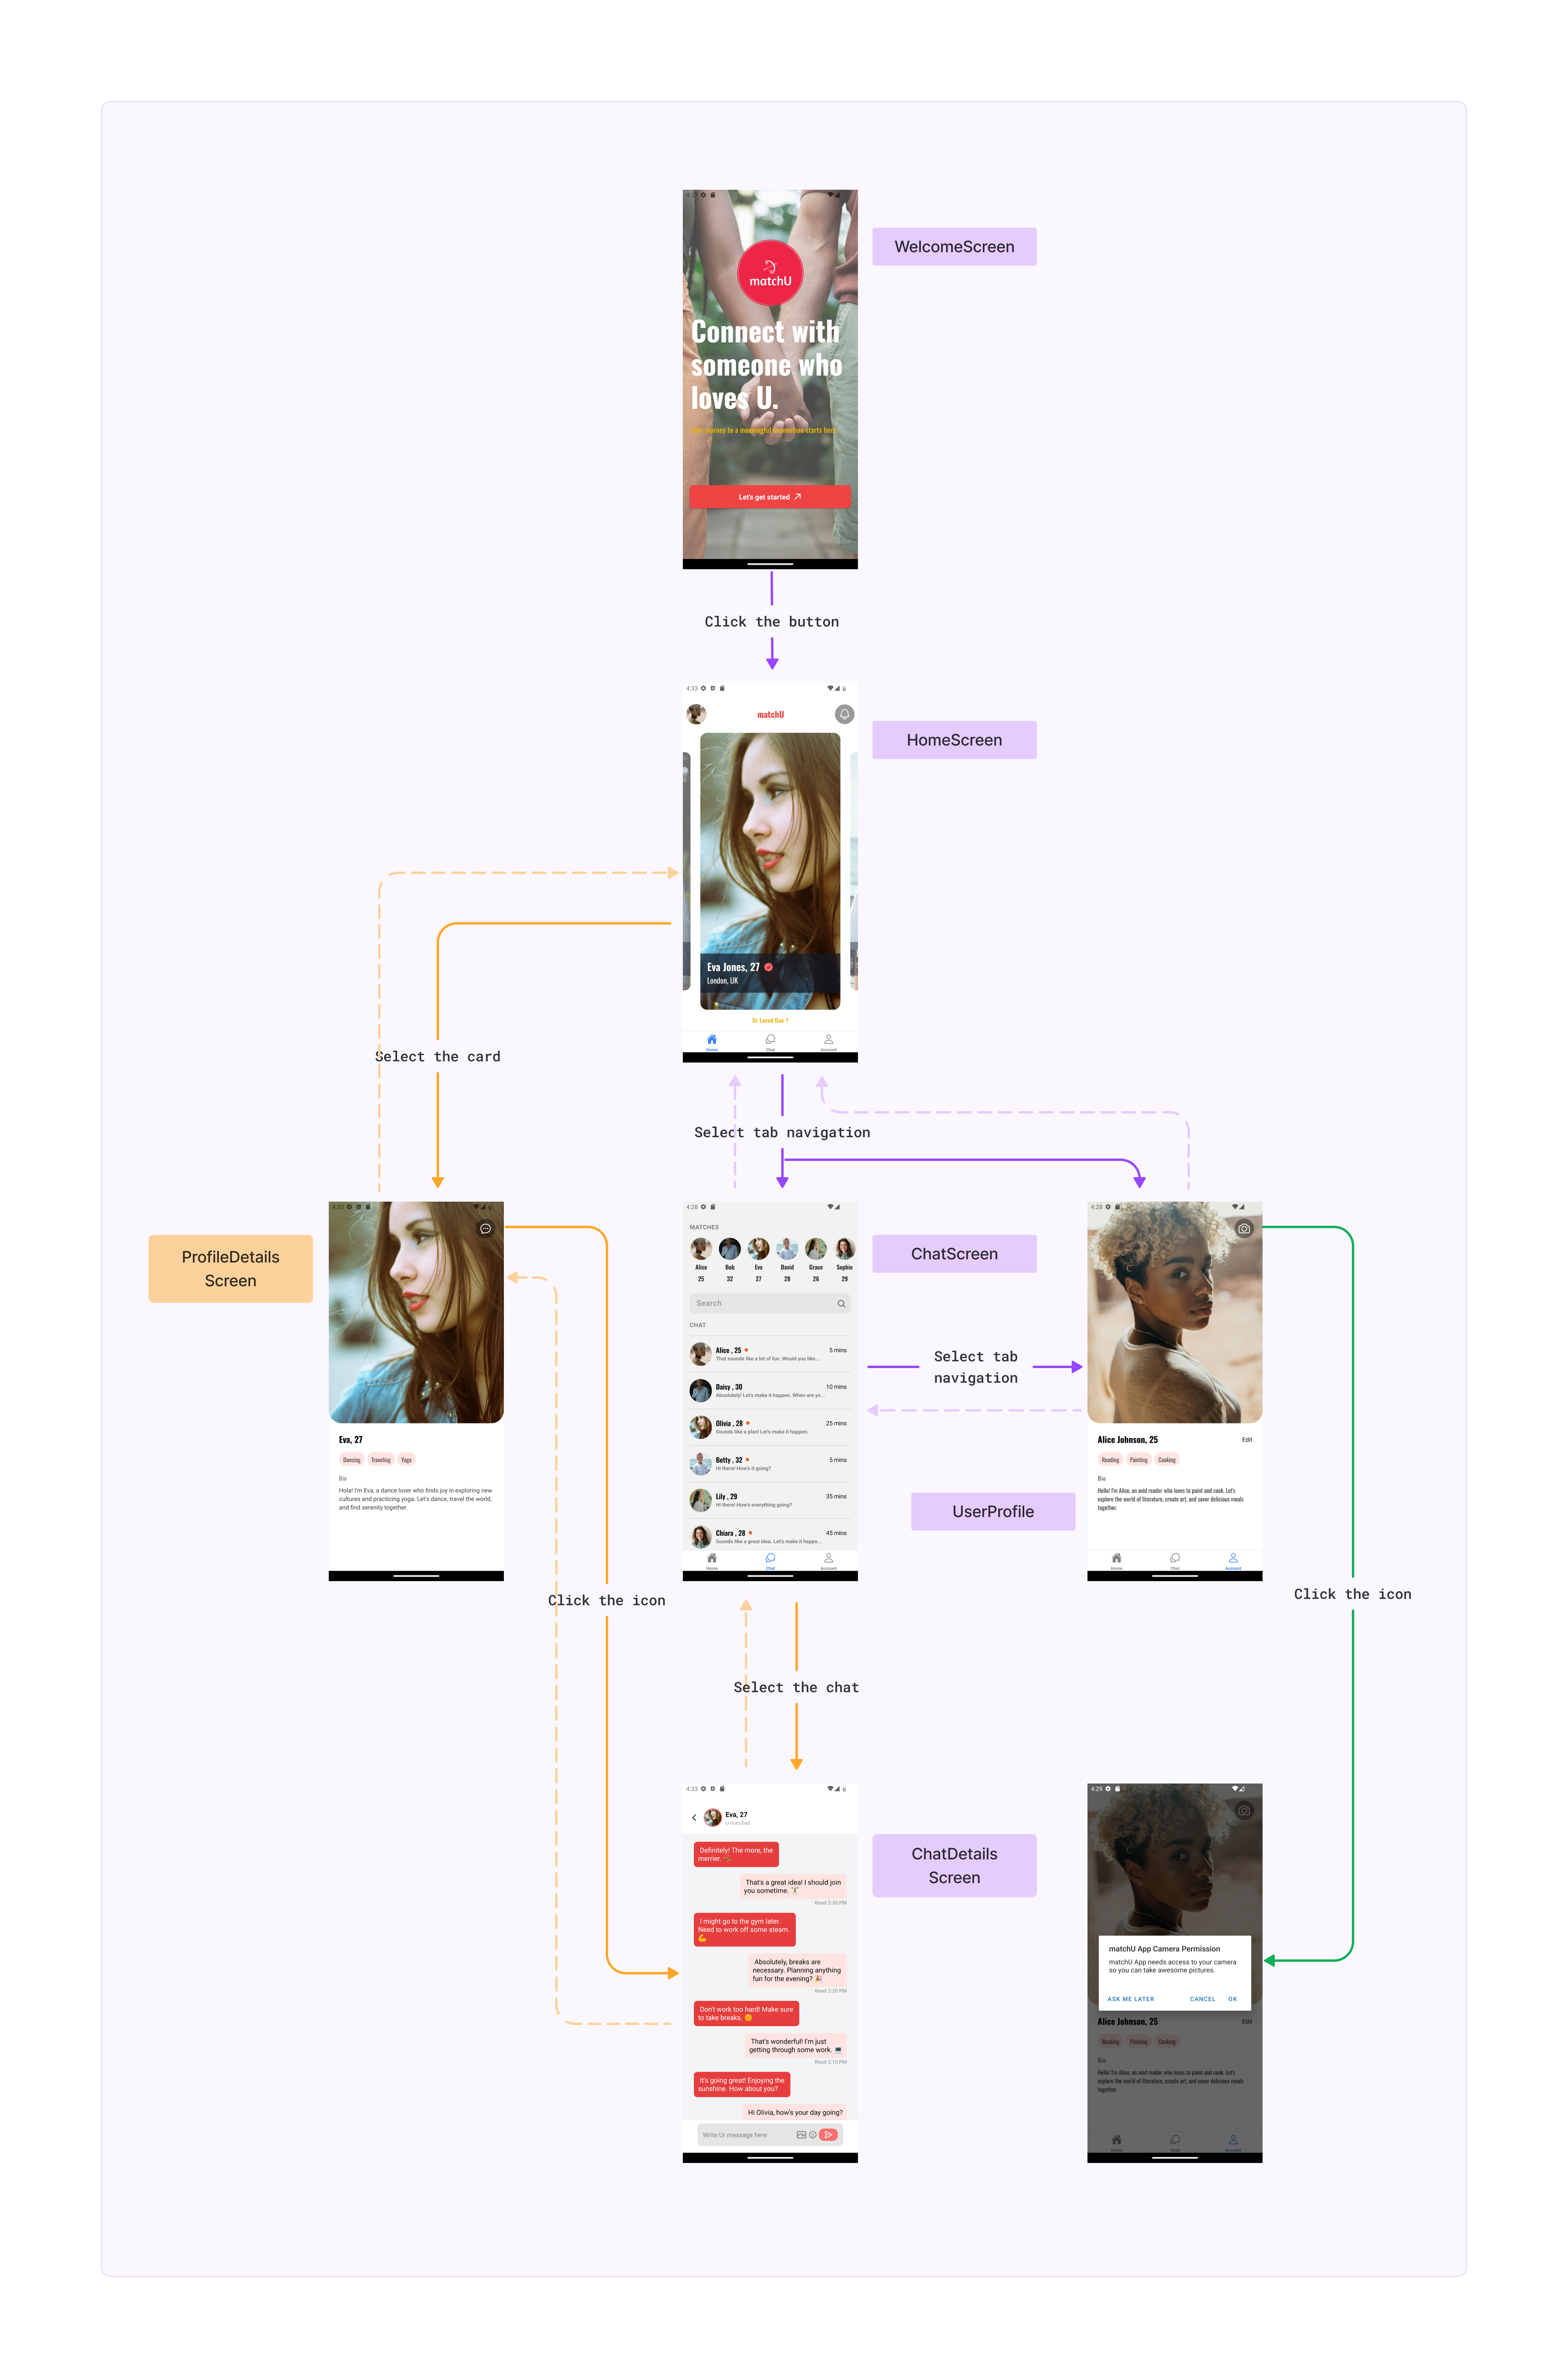 4:27
matchU
WelcomeScreen
Connect with
someone who
loves U.
journey to a meaningful connection starts here
Let's get started
Click the button
4:33
matchU
HomeScreen
Eva Jones, 27
London, UK
Ur Loved One ?
Home
Chat
Account
Select the card
Select tab navigation
4:33
ProfileDetails
Screen
Eva, 27
Dancing
Traveling
Yoga
Bio
Hola! I'm Eva, a dance lover who finds joy in exploring new
cultures and practicing yoga. Let's dance, travel the world,
and find serenity together.
4:28
MATCHES
Alice
Bob
Eva
David
Grace
Sophie
25
32
27
28
26
29
Search
CHAT
Alice , 25
5 mins
That sounds like a lot of fun. Would you like...
Daisy , 30
10 mins
Absolutely! Let's make it happen. When are yo...
Olivia , 28
25 mins
Sounds like a plan! Let's make it happen.
Betty , 32
5 mins
Hi there! How's it going?
Lily , 29
35 mins
Hi there! How's everything going?
Chiara , 28
45 mins
Sounds like a great idea. Let's make it happe...
Home
Chat
Account
ChatScreen
Select tab
navigation
UserProfile
4:28
Alice Johnson, 25
Edit
Reading
Painting
Cooking
Bio
Hello! I'm Alice, an avid reader who loves to paint and cook. Let's
explore the world of literature, create art, and savor delicious meals
together.
Home
Chat
Account
Click the icon
Click the icon
Select the chat
4:33
Eva, 27
U matched
ChatDetails
Screen
Definitely! The more, the
merrier. 🏃
That's a great idea! I should join
you sometime. 🏋️
Read 2:30 PM
I might go to the gym later.
Need to work off some steam.
💪
Absolutely, breaks are
necessary. Planning anything
fun for the evening? 🎉
Read 2:20 PM
Don't work too hard! Make sure
to take breaks. 😊
That's wonderful! I'm just
getting through some work. 💻
Read 2:10 PM
It's going great! Enjoying the
sunshine. How about you?
Hi Olivia, how's your day going?
Write Ur message here
4:29
matchU App Camera Permission
matchU App needs access to your camera
so you can take awesome pictures.
ASK ME LATER
CANCEL
OK
Alice Johnson, 25
Edit
Reading
Painting
Cooking
Bio
Hello! I'm Alice, an avid reader who loves to paint and cook. Let's
explore the world of literature, create art, and savor delicious meals
together.
Home
Chat
Account